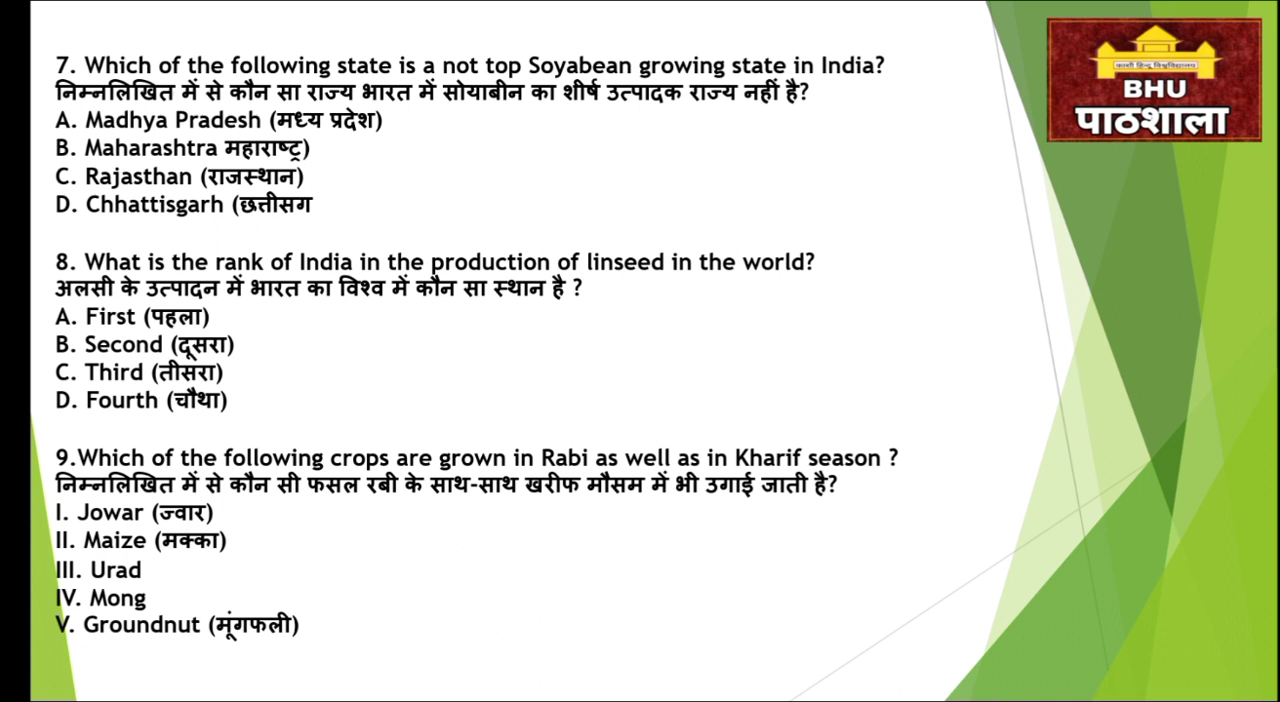 7. Which of the following state is a not top Soyabean growing state in India?
निम्नलिखित में से कौन सा राज्य भारत में सोयाबीन का शीर्ष उत्पादक राज्य नहीं है?
A. Madhya Pradesh (मध्य प्रदेश)
B. Maharashtra महाराष्ट्र)
C. Rajasthan (राजस्थान)
D. Chhattisgarh (छत्तीसग
8. What is the rank of India in the production of linseed in the world?
अलसी के उत्पादन में भारत का विश्व में कौन सा स्थान है ?
A. First (पहला)
B. Second (दूसरा)
C. Third (तीसरा)
D. Fourth (चौथा)
9.Which of the following crops are grown in Rabi as well as in Kharif season ?
निम्नलिखित में से कौन सी फसल रबी के साथ-साथ खरीफ मौसम में भी उगाई जाती है?
I. Jowar (ज्वार)
II. Maize (मक्का)
III. Urad
IV. Mong
V. Groundnut (मूंगफली)
काशी हिन्दू विश्वविद्यालय
BHU
पाठशाला